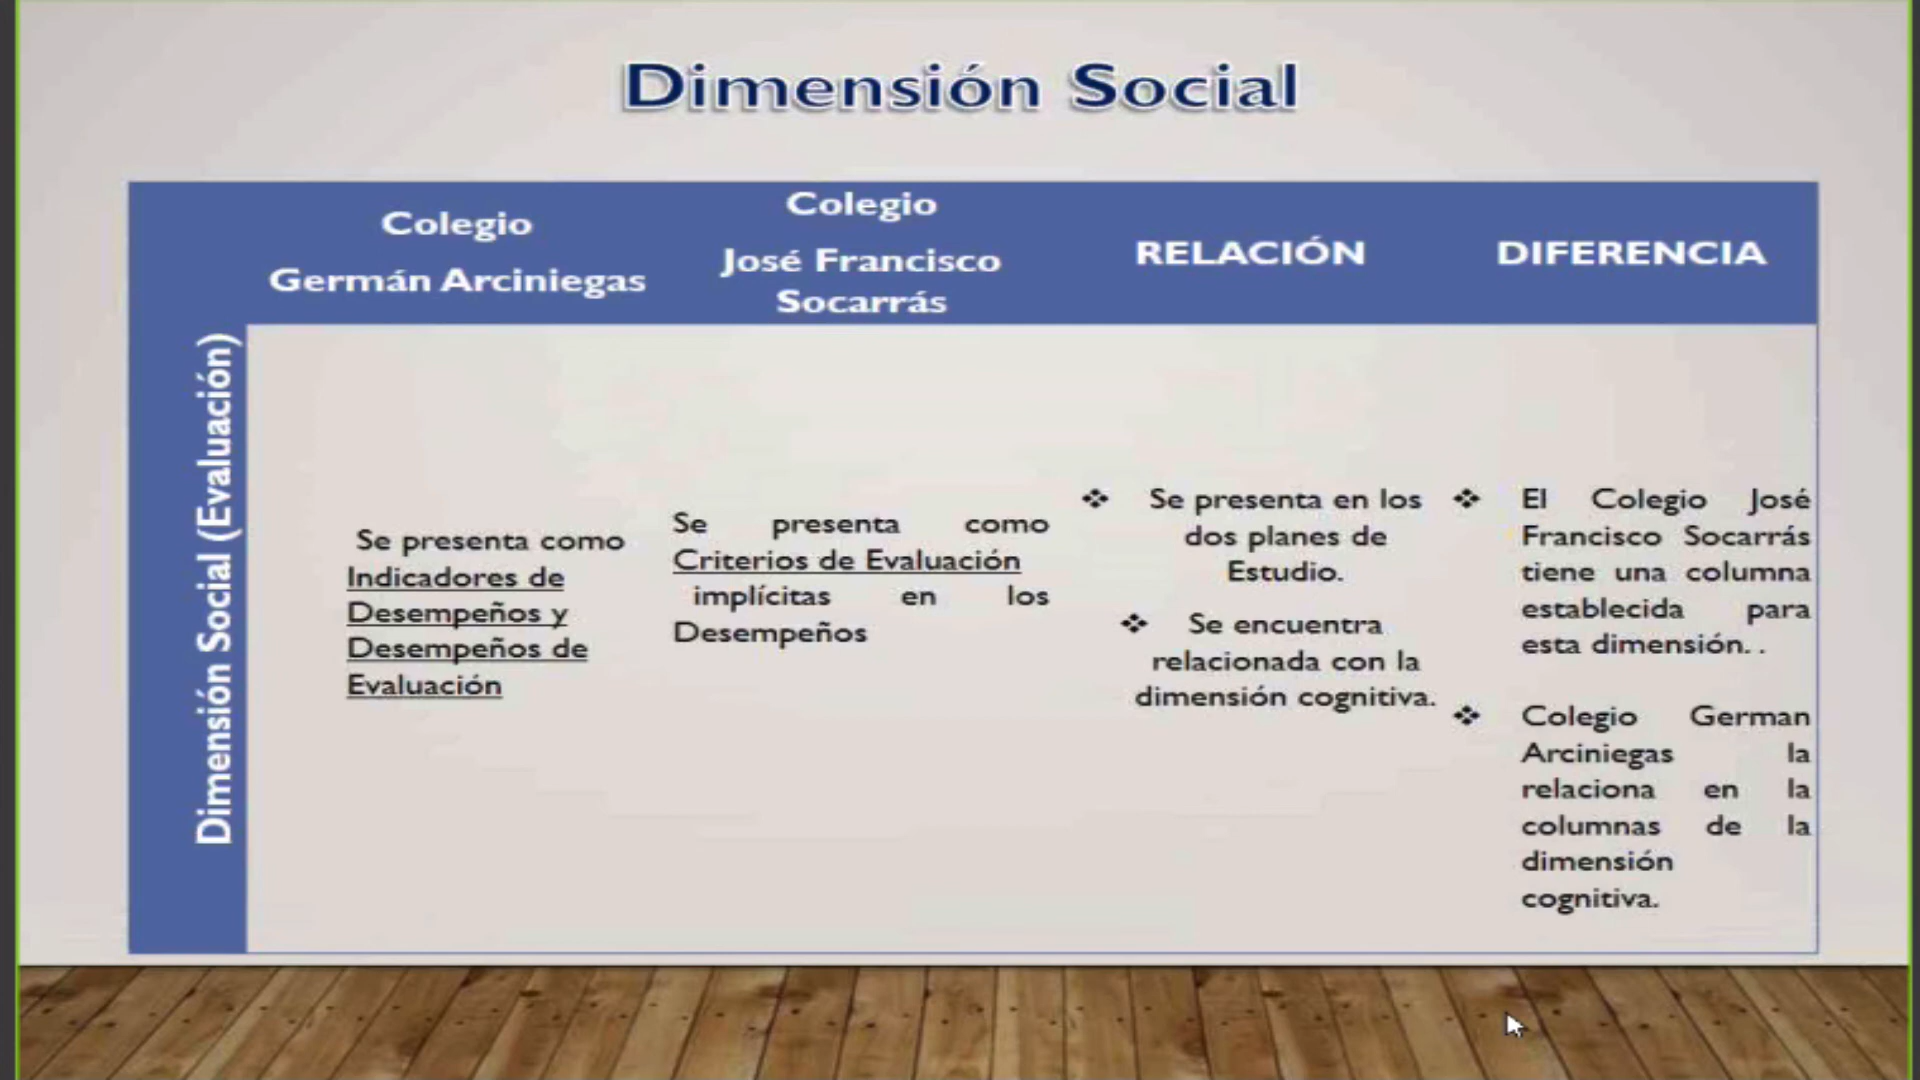 Dimensión Social
Colegio
Germán Arciniegas
Colegio
José Francisco
Socarrás
RELACIÓN
DIFERENCIA
Dimensión Social (Evaluación)
Se presenta como
Indicadores de
Desempeños y
Desempeños de
Evaluación
Se presenta como
Criterios de Evaluación
implícitas en los
Desempeños
❖ Se presenta en los
dos planes de
Estudio.
❖ Se encuentra
relacionada con la
dimensión cognitiva.
❖ El Colegio José
Francisco Socarrás
tiene una columna
establecida para
esta dimensión. .
❖ Colegio German
Arciniegas la
relaciona en la
columnas de la
dimensión
cognitiva.